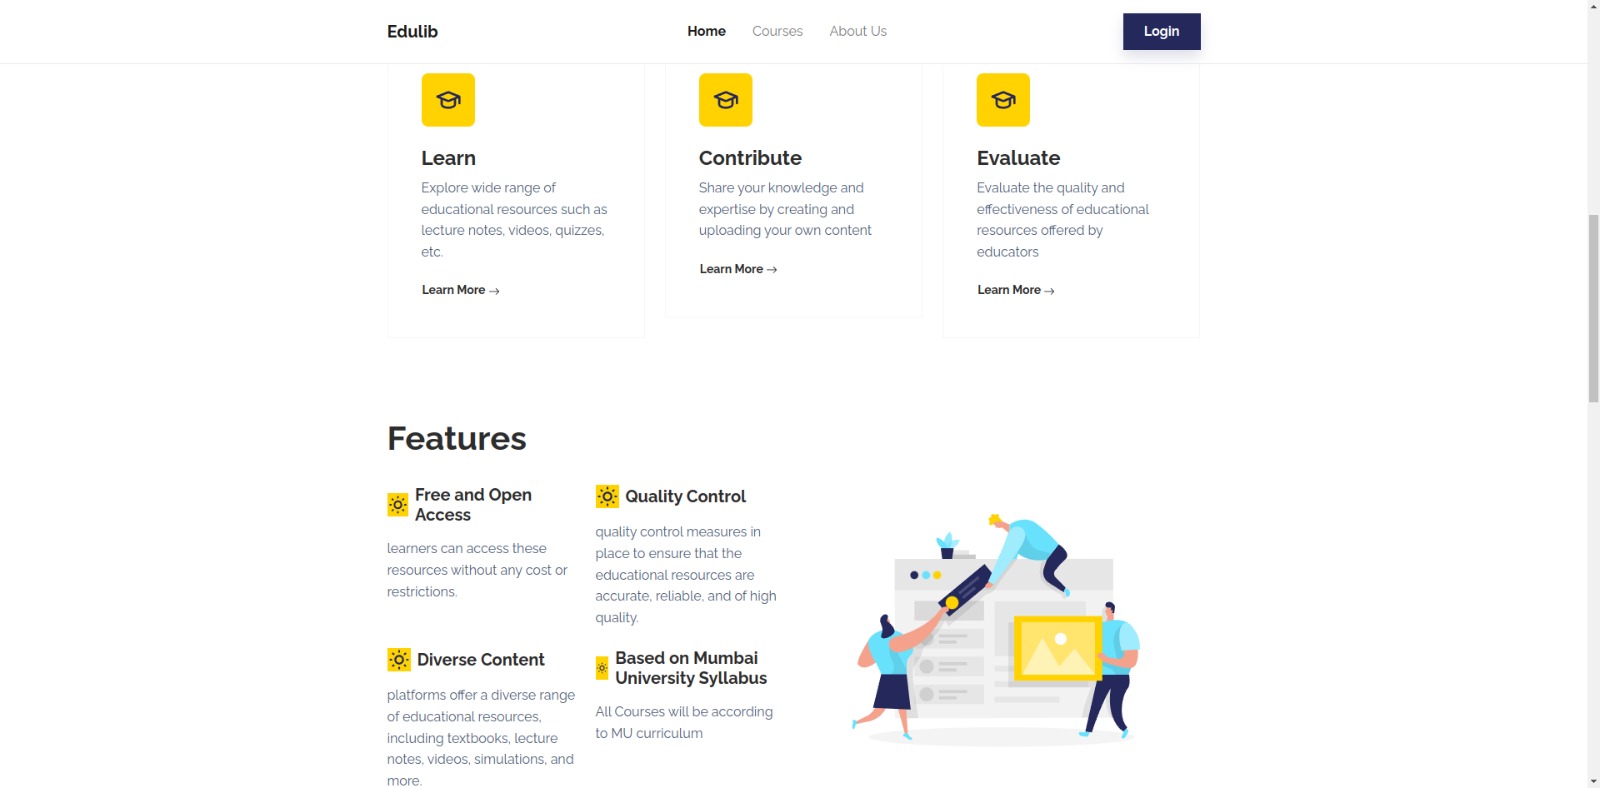 Edulib
Home
Courses
About Us
Login
Learn
Explore wide range of
educational resources such as
lecture notes, videos, quizzes,
etc.
Learn More →
Contribute
Share your knowledge and
expertise by creating and
uploading your own content
Learn More →
Evaluate
Evaluate the quality and
effectiveness of educational
resources offered by
educators
Learn More →
Features
Free and Open
Access
learners can access these
resources without any cost or
restrictions.
Quality Control
quality control measures in
place to ensure that the
educational resources are
accurate, reliable, and of high
quality.
Diverse Content
platforms offer a diverse range
of educational resources,
including textbooks, lecture
notes, videos, simulations, and
more.
Based on Mumbai
University Syllabus
All Courses will be according
to MU curriculum